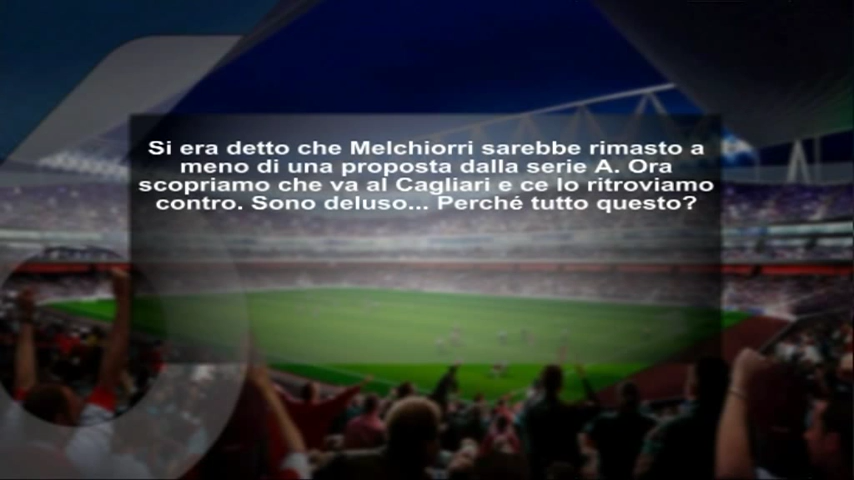 Si era detto che Melchiorri sarebbe rimasto a
meno di una proposta dalla serie A. Ora
scopriamo che va al Cagliari e ce lo ritroviamo
contro. Sono deluso... Perché tutto questo?